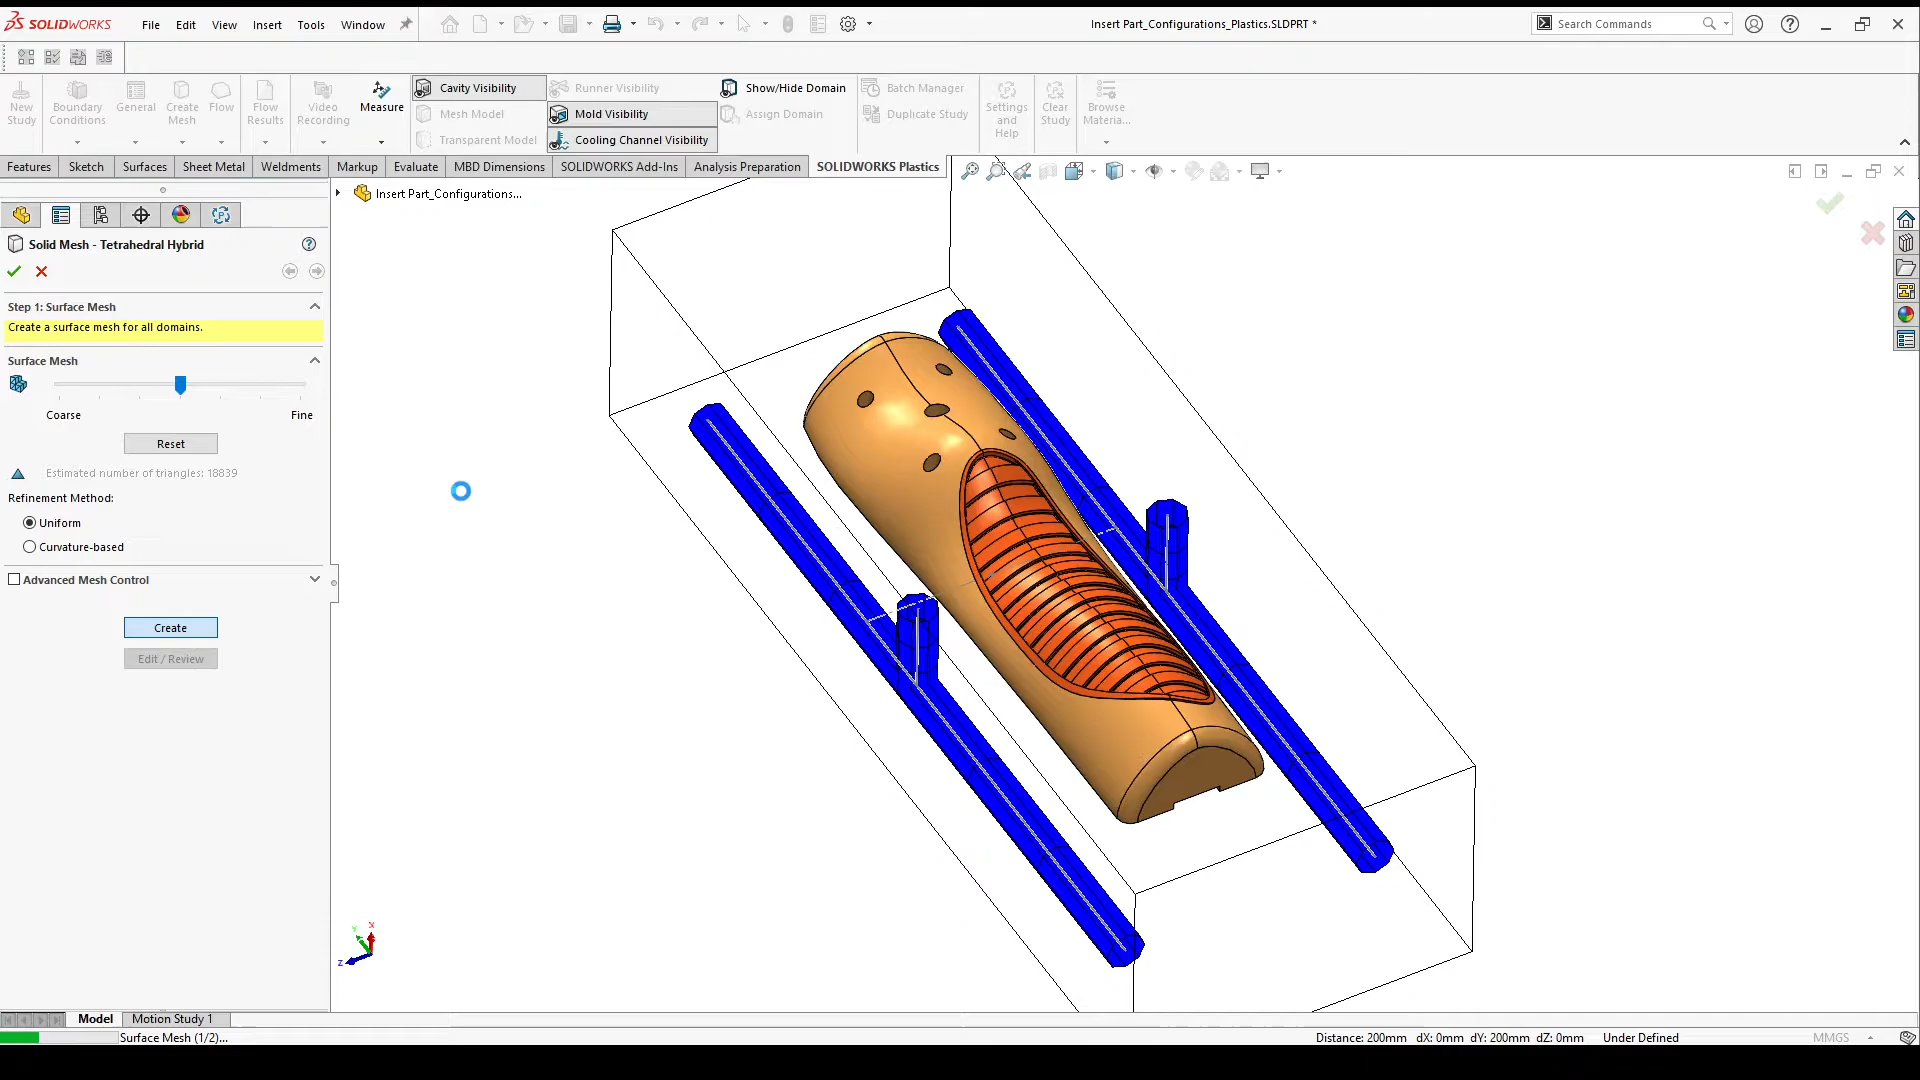 SOLIDWORKS File Edit View Insert Tools Window Insert Part_Configurations_Plastics.SLDPRT * Search Commands
New Study Boundary Conditions General Create Mesh Flow Flow Results Video Recording Measure
Cavity Visibility Runner Visibility Show/Hide Domain Batch Manager
Mesh Model Mold Visibility Assign Domain Duplicate Study
Transparent Model Cooling Channel Visibility
Settings and Help Clear Study Browse Materia...
Features Sketch Surfaces Sheet Metal Weldments Markup Evaluate MBD Dimensions SOLIDWORKS Add-Ins Analysis Preparation SOLIDWORKS Plastics
Insert Part_Configurations...
Solid Mesh - Tetrahedral Hybrid
Step 1: Surface Mesh
Create a surface mesh for all domains.
Surface Mesh
Coarse Fine
Reset
Estimated number of triangles: 18839
Refinement Method:
Uniform
Curvature-based
Advanced Mesh Control
Create
Edit / Review
Y X
Z
Model Motion Study 1
Surface Mesh (1/2)... Distance: 200mm dX: 0mm dY: 200mm dZ: 0mm Under Defined MMGS